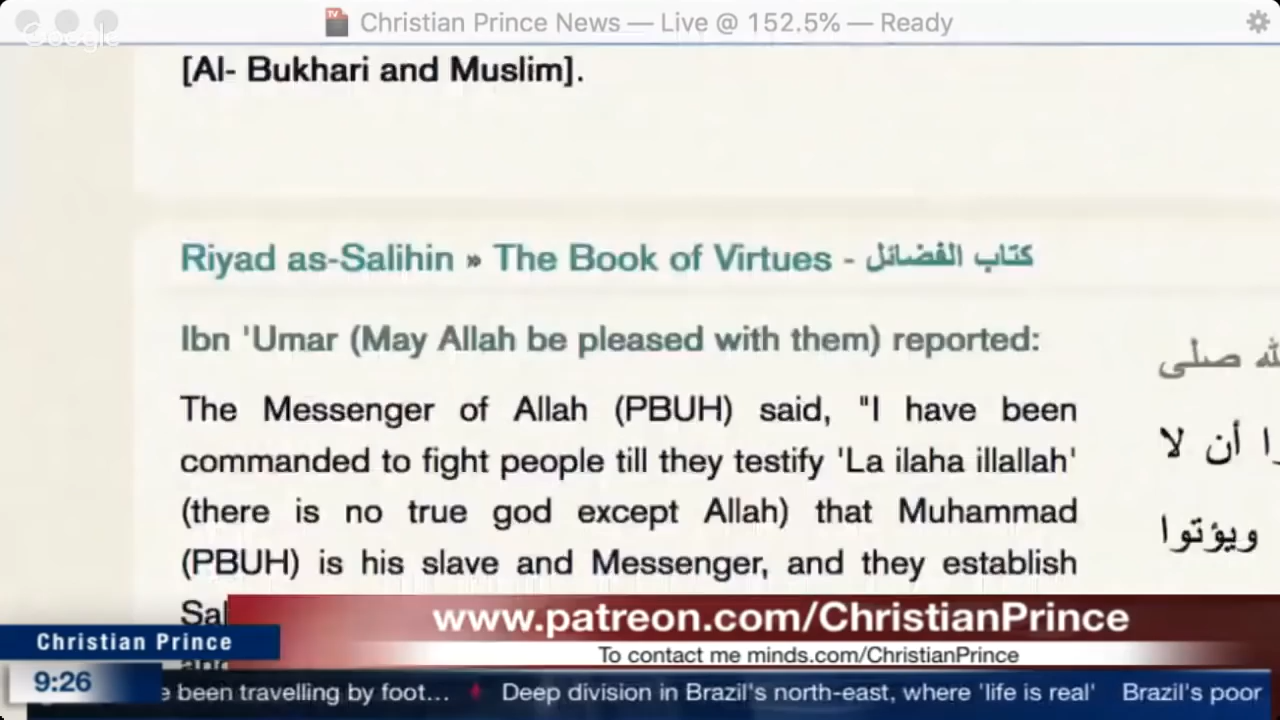 Christian Prince News — Live @ 152.5% — Ready
Google
[Al- Bukhari and Muslim].
Riyad as-Salihin » The Book of Virtues - كتاب الفضائل
Ibn 'Umar (May Allah be pleased with them) reported:
The Messenger of Allah (PBUH) said, "I have been
commanded to fight people till they testify 'La ilaha illallah'
(there is no true god except Allah) that Muhammad
(PBUH) is his slave and Messenger, and they establish
Sal
صلى
أن لا
ويؤتوا
www.patreon.com/ChristianPrince
To contact me minds.com/ChristianPrince
Christian Prince
9:26
e been travelling by foot... Deep division in Brazil's north-east, where 'life is real' Brazil's poor